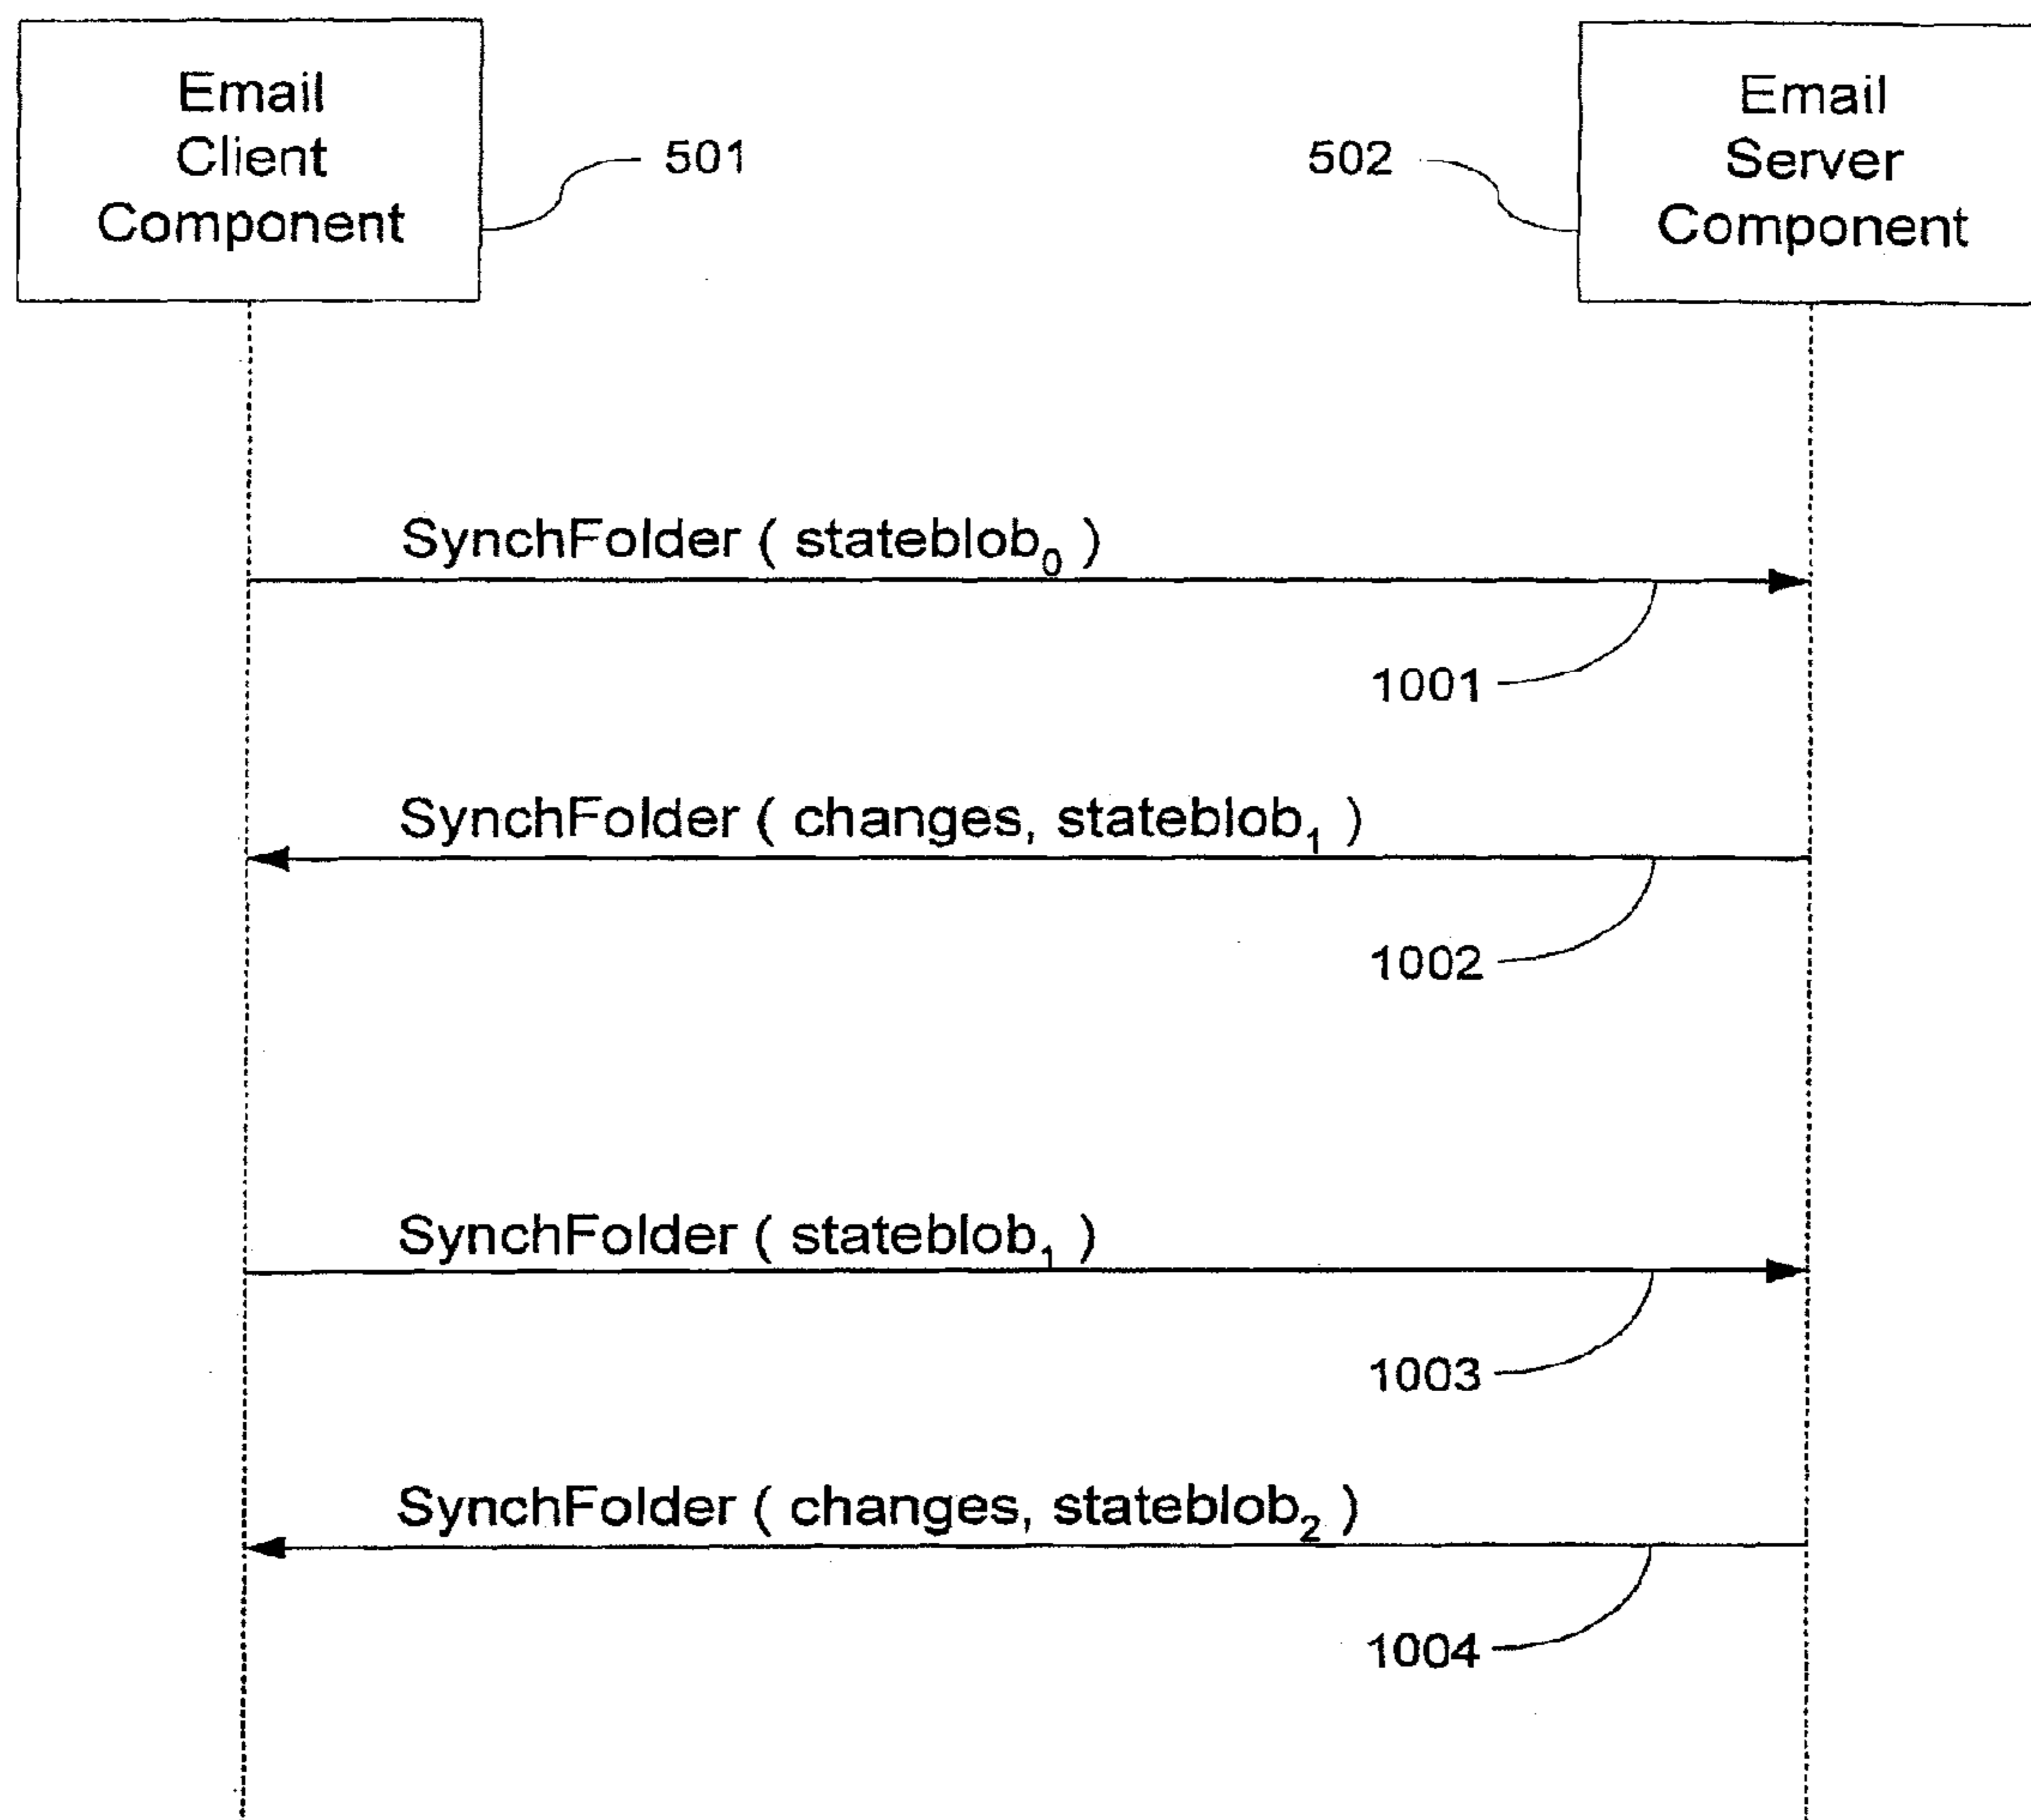 Email
Client
Component
501
502
Email
Server
Component
SynchFolder ( stateblob₀ )
1001
SynchFolder ( changes, stateblob₁ )
1002
SynchFolder ( stateblob₁ )
1003
SynchFolder ( changes, stateblob₂ )
1004